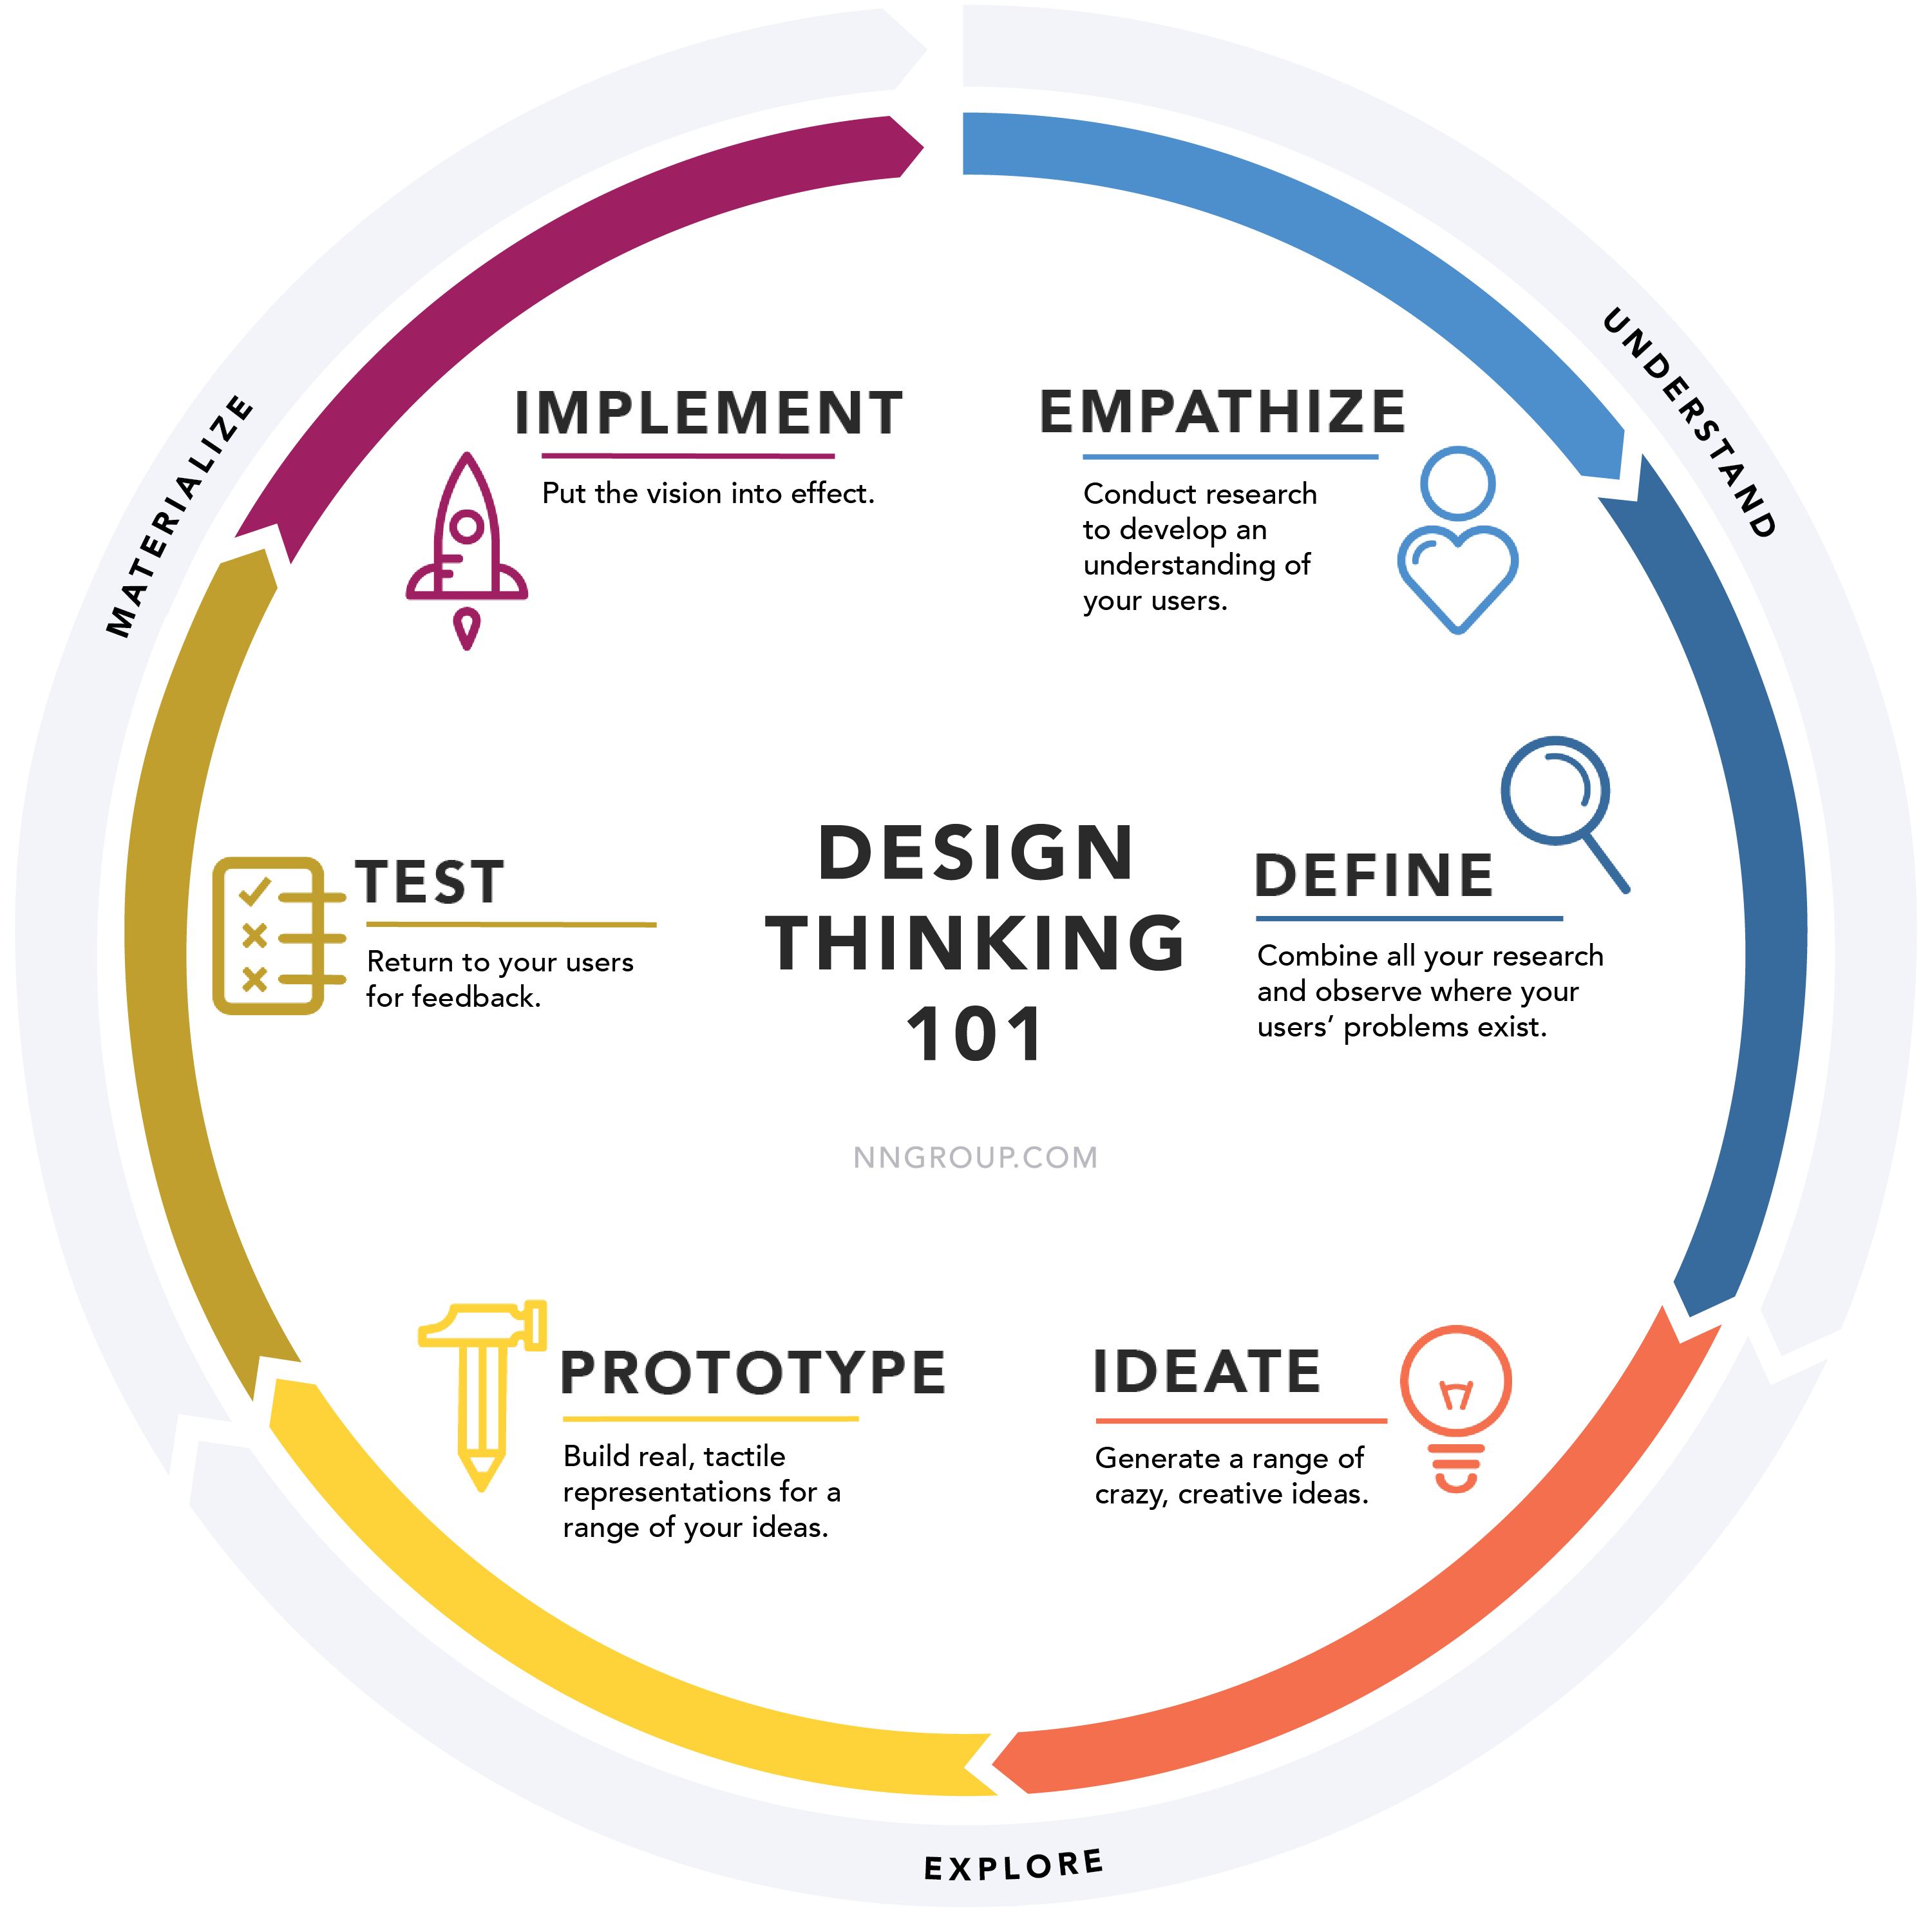 DESIGN
THINKING
101
NNGROUP.COM
UNDERSTAND
EMPATHIZE
Conduct research
to develop an
understanding of
your users.
DEFINE
Combine all your research
and observe where your
users’ problems exist.
EXPLORE
IDEATE
Generate a range of
crazy, creative ideas.
PROTOTYPE
Build real, tactile
representations for a
range of your ideas.
MATERIALIZE
TEST
Return to your users
for feedback.
IMPLEMENT
Put the vision into effect.